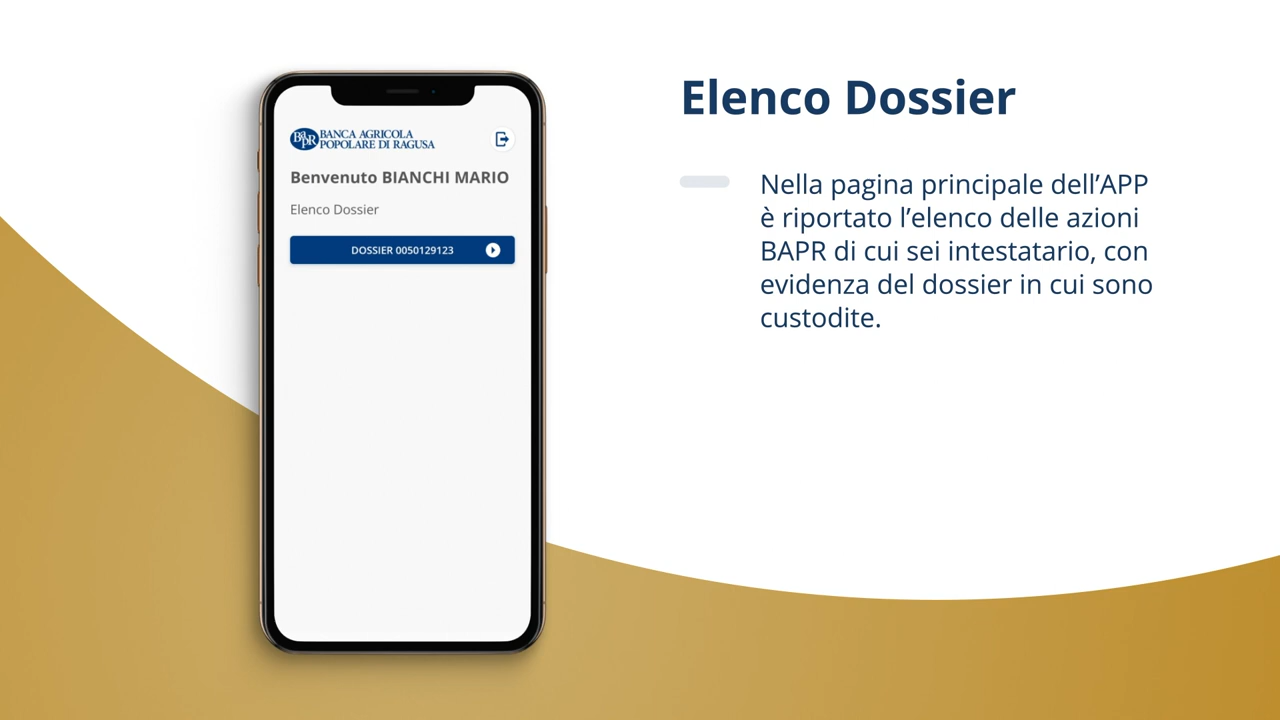 BAPR BANCA AGRICOLA
POPOLARE DI RAGUSA
Benvenuto BIANCHI MARIO
Elenco Dossier
DOSSIER 0050129123
Elenco Dossier
Nella pagina principale dell’APP
è riportato l’elenco delle azioni
BAPR di cui sei intestatario, con
evidenza del dossier in cui sono
custodite.